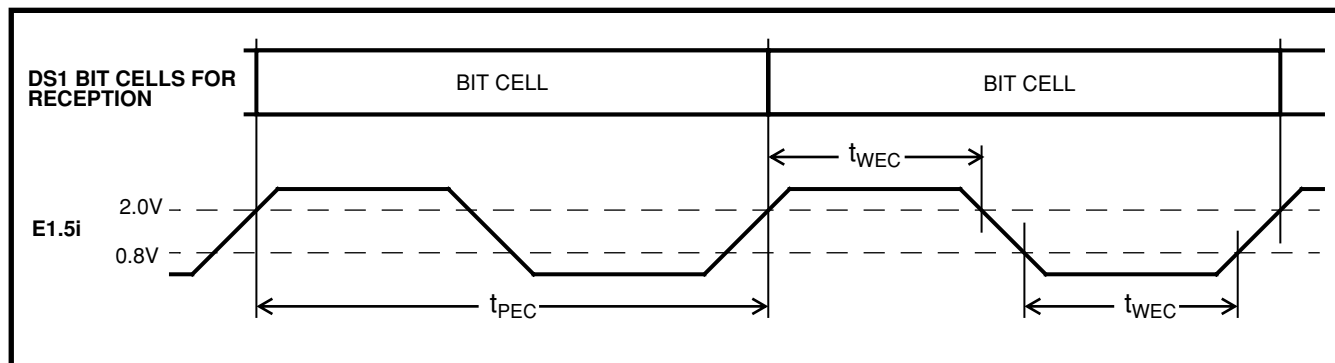 DS1 BIT CELLS FOR
RECEPTION
BIT CELL
BIT CELL
tWEC
2.0V
E1.5i
0.8V
tPEC
tWEC